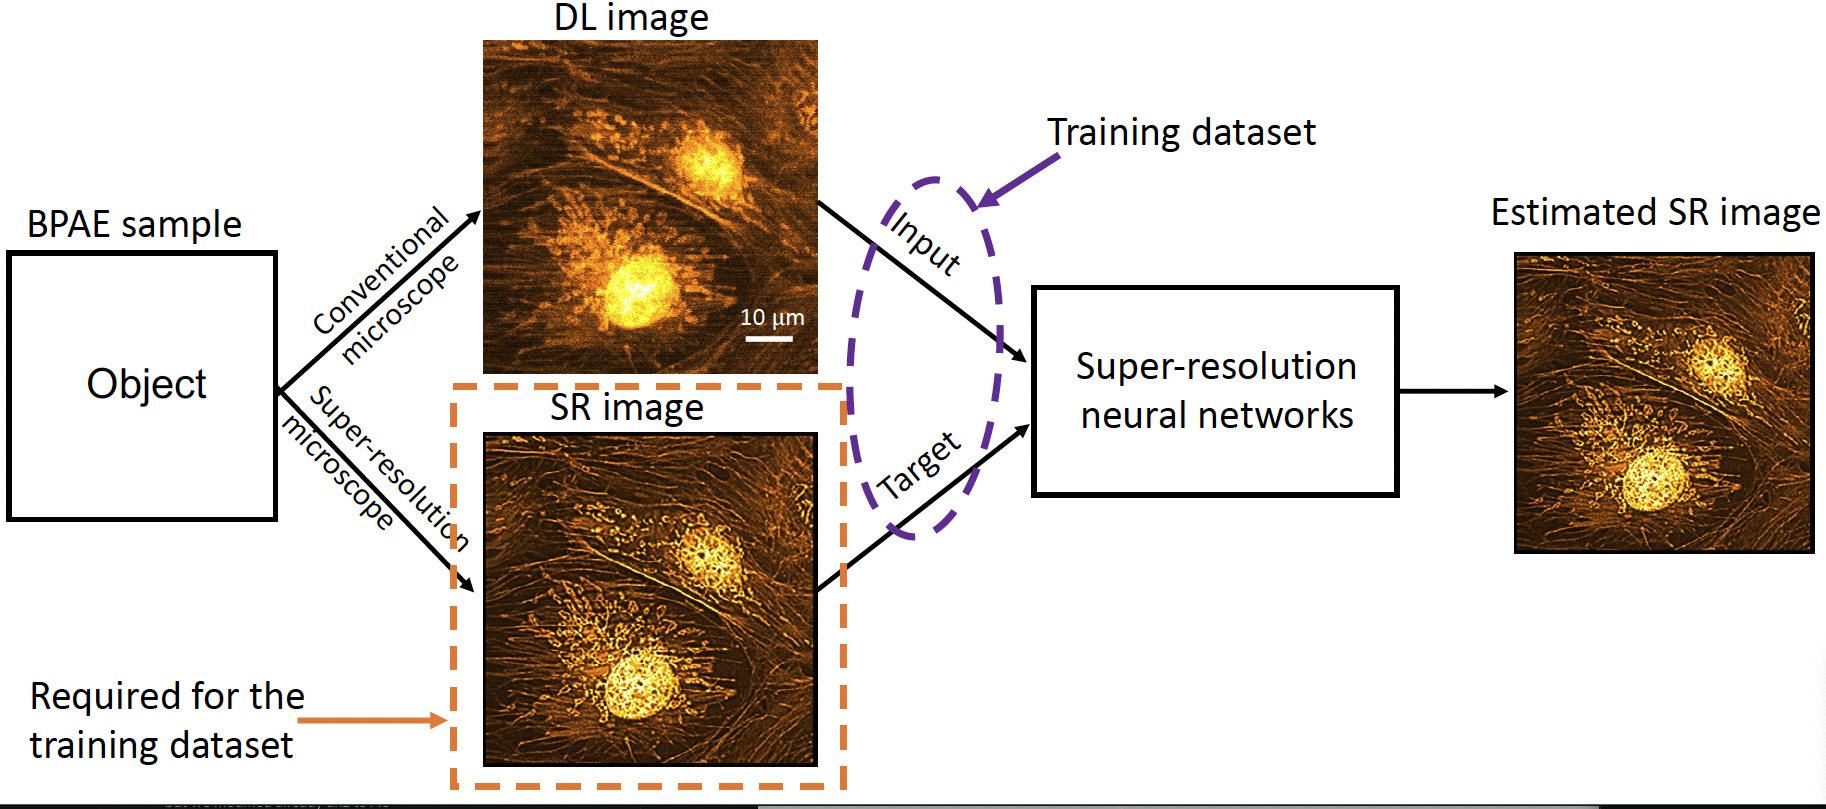 DL image
Training dataset
BPAE sample
Object
Conventional
microscope
10 μm
Input
Estimated SR image
Super-resolution
microscope
SR image
Target
Super-resolution
neural networks
Required for the
training dataset